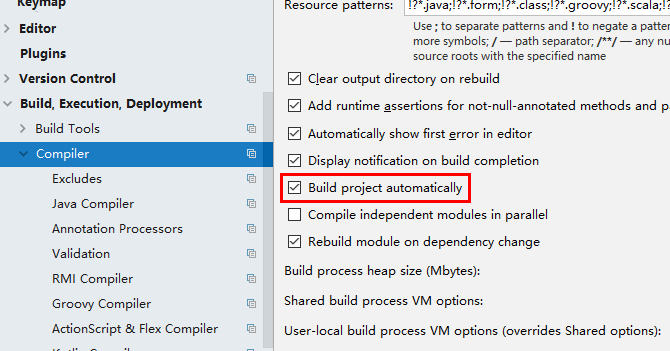 Keymap
Editor
Plugins
Version Control
Build, Execution, Deployment
Build Tools
Compiler
Excludes
Java Compiler
Annotation Processors
Validation
RMI Compiler
Groovy Compiler
ActionScript & Flex Compiler
Kotlin Compiler
Resource patterns: !?*.java;!?*.form;!?*.class;!?*.groovy;!?*.scala;!?
Use ; to separate patterns and ! to negate a pattern
more symbols; / — path separator; /**/ — any nu
source roots with the specified name
Clear output directory on rebuild
Add runtime assertions for not-null-annotated methods and pa
Automatically show first error in editor
Display notification on build completion
Build project automatically
Compile independent modules in parallel
Rebuild module on dependency change
Build process heap size (Mbytes):
Shared build process VM options:
User-local build process VM options (overrides Shared options):